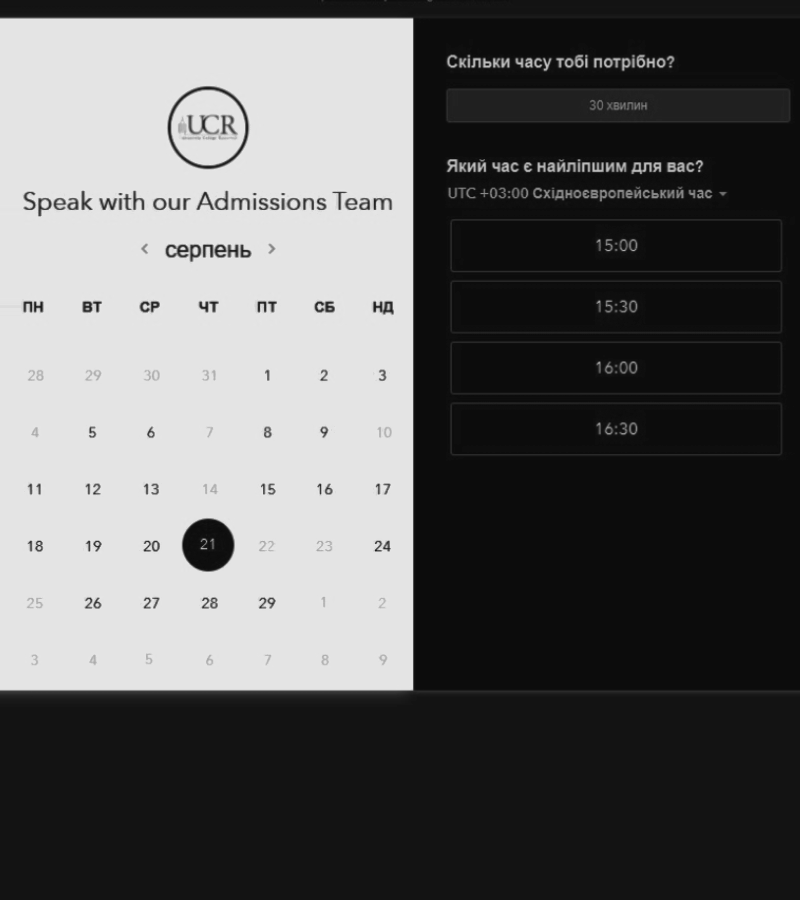 UCR
Speak with our Admissions Team
серпень
ПН ВТ СР ЧТ ПТ СБ НД
28 29 30 31 1 2 3
4 5 6 7 8 9 10
11 12 13 14 15 16 17
18 19 20 21 22 23 24
25 26 27 28 29 1 2
3 4 5 6 7 8 9
Скільки часу тобі потрібно?
30 хвилин
Який час є найліпшим для вас?
UTC +03:00 Східноєвропейський час
15:00
15:30
16:00
16:30